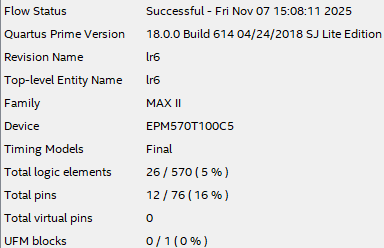 Flow Status Successful - Fri Nov 07 15:08:11 2025
Quartus Prime Version 18.0.0 Build 614 04/24/2018 SJ Lite Edition
Revision Name lr6
Top-level Entity Name lr6
Family MAX II
Device EPM570T100C5
Timing Models Final
Total logic elements 26 / 570 ( 5 % )
Total pins 12 / 76 ( 16 % )
Total virtual pins 0
UFM blocks 0 / 1 ( 0 % )